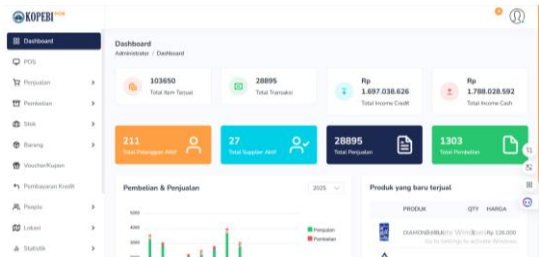 KOPEBI
Dashboard
POS
Penjualan
Pembelian
Stok
Barang
Voucher/Kupon
Pembayaran Kredit
People
Lokasi
Statistik
Dashboard
Administrator / Dashboard
103650
Total Item Terjual
28895
Total Transaksi
Rp
1.697.038.626
Total Income Credit
Rp
1.788.028.592
Total Income Cash
211
Total Pelanggan Aktif
27
Total Supplier Aktif
28895
Total Penjualan
1303
Total Pembelian
Pembelian & Penjualan
2025
5000
4000
3000
2000
Penjualan
Pembelian
Produk yang baru terjual
PRODUK QTY HARGA
Rp 126.000
Go to Settings to activate Windows.